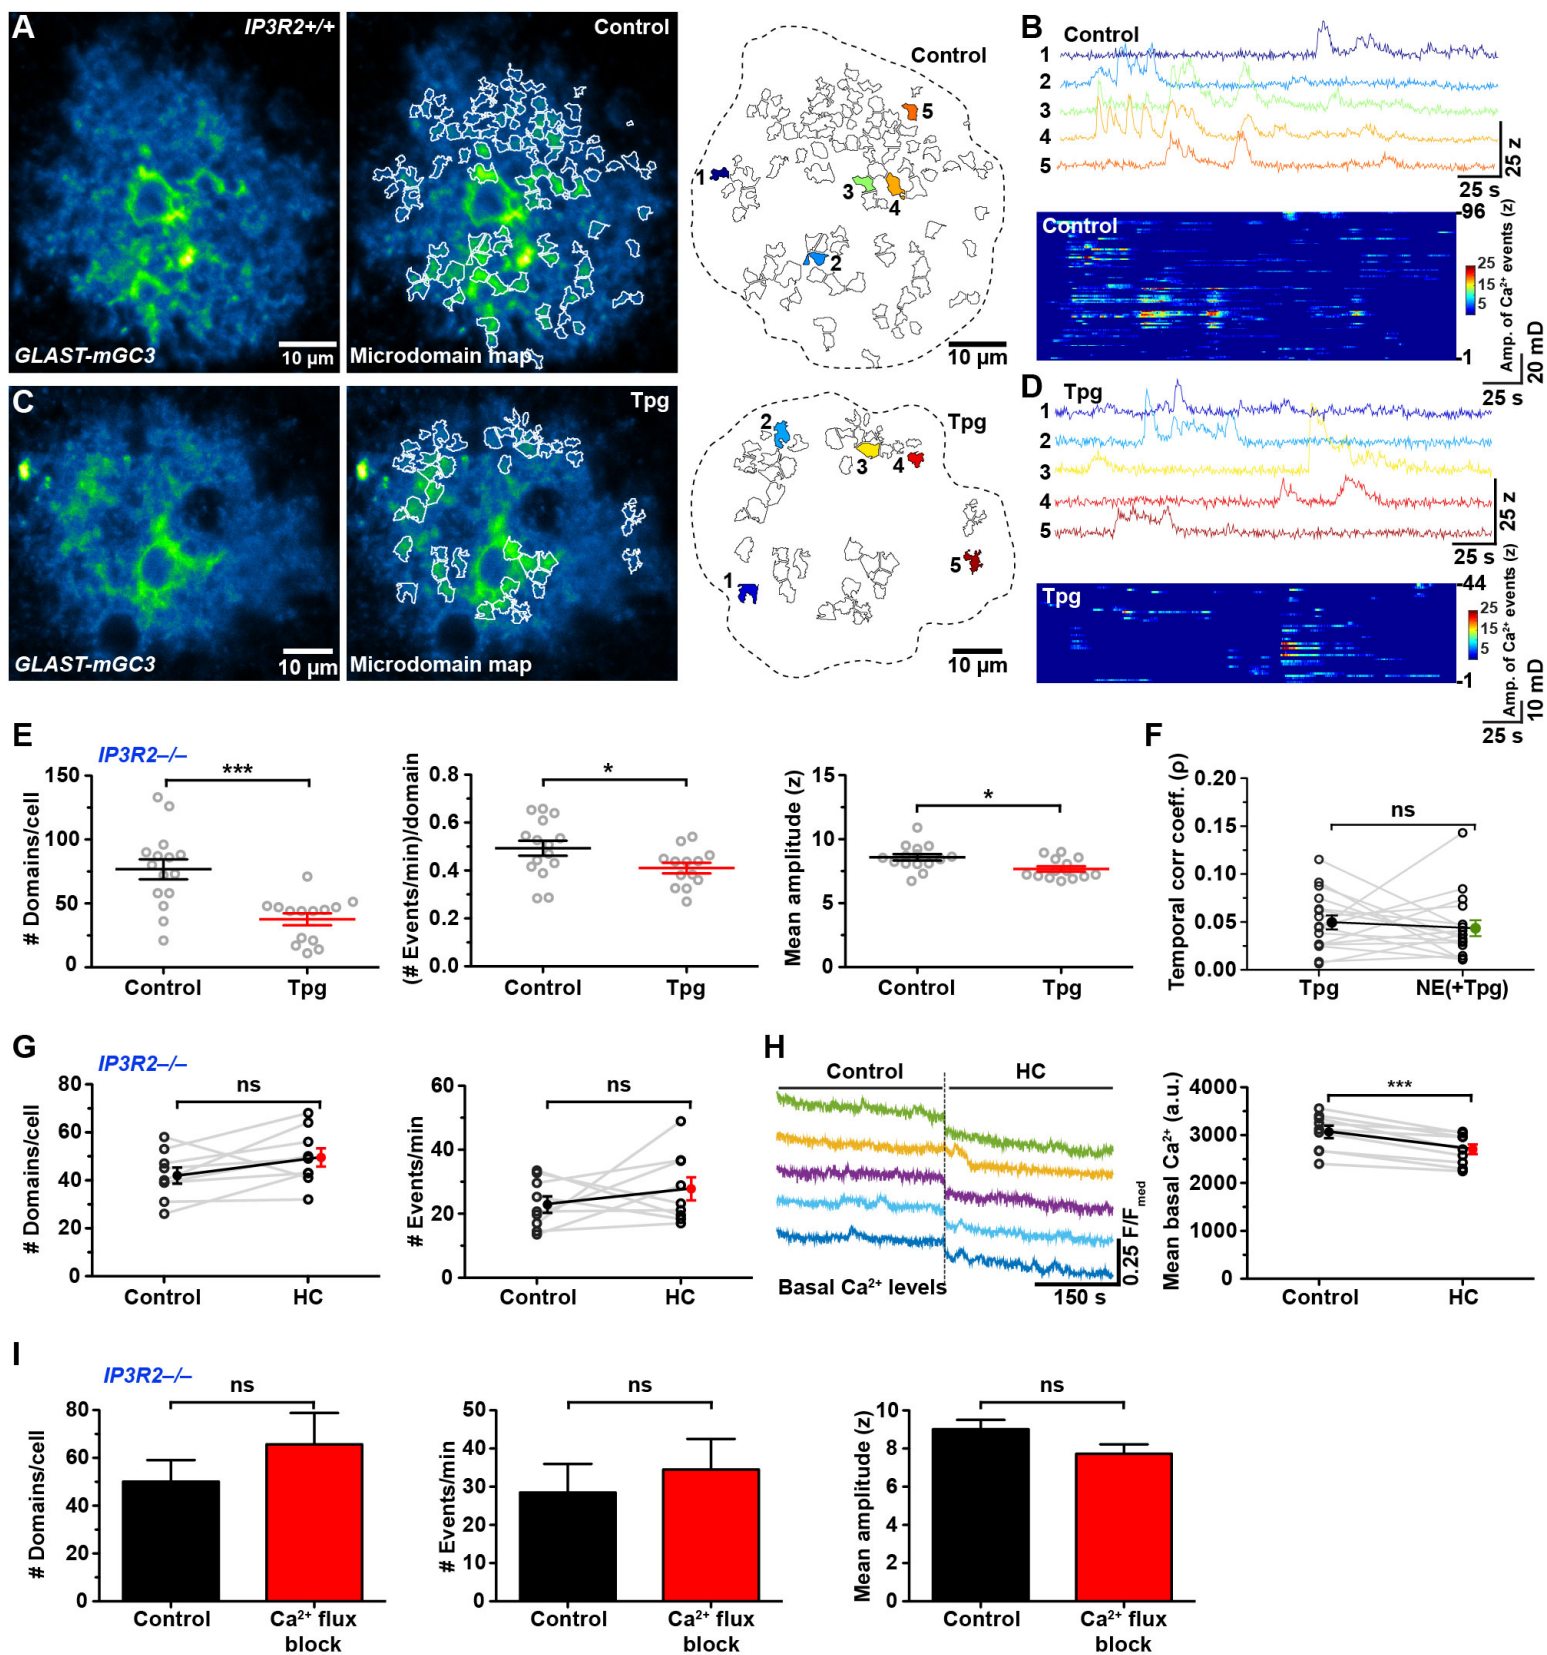 A
IP3R2+/+
GLAST-mGC3
10 µm
Control
Microdomain map
Control
1
2
3
4
5
10 µm
B
Control
1
2
3
4
5
25 z
25 s
Control
-96
-1
25
15
5
Amp. of Ca²⁺ events (z)
20 mD
25 s
C
GLAST-mGC3
10 µm
Tpg
Microdomain map
Tpg
1
2
3
4
5
10 µm
D
Tpg
1
2
3
4
5
25 z
25 s
Tpg
-44
-1
25
15
5
Amp. of Ca²⁺ events (z)
10 mD
25 s
E
IP3R2–/–
# Domains/cell
150
100
50
0
***
Control
Tpg
(# Events/min)/domain
0.8
0.6
0.4
0.2
0.0
*
Control
Tpg
Mean amplitude (z)
15
10
5
0
*
Control
Tpg
F
Temporal corr coeff. (ρ)
0.20
0.15
0.10
0.05
0.00
ns
Tpg
NE(+Tpg)
G
IP3R2–/–
# Domains/cell
80
60
40
20
0
ns
Control
HC
# Events/min
60
40
20
0
ns
Control
HC
H
Control
HC
Basal Ca²⁺ levels
0.25 F/Fmed
150 s
Mean basal Ca²⁺ (a.u.)
4000
3000
2000
1000
0
***
Control
HC
I
IP3R2–/–
# Domains/cell
80
60
40
20
0
ns
Control
Ca²⁺ flux
block
# Events/min
50
40
30
20
10
0
ns
Control
Ca²⁺ flux
block
Mean amplitude (z)
10
8
6
4
2
0
ns
Control
Ca²⁺ flux
block